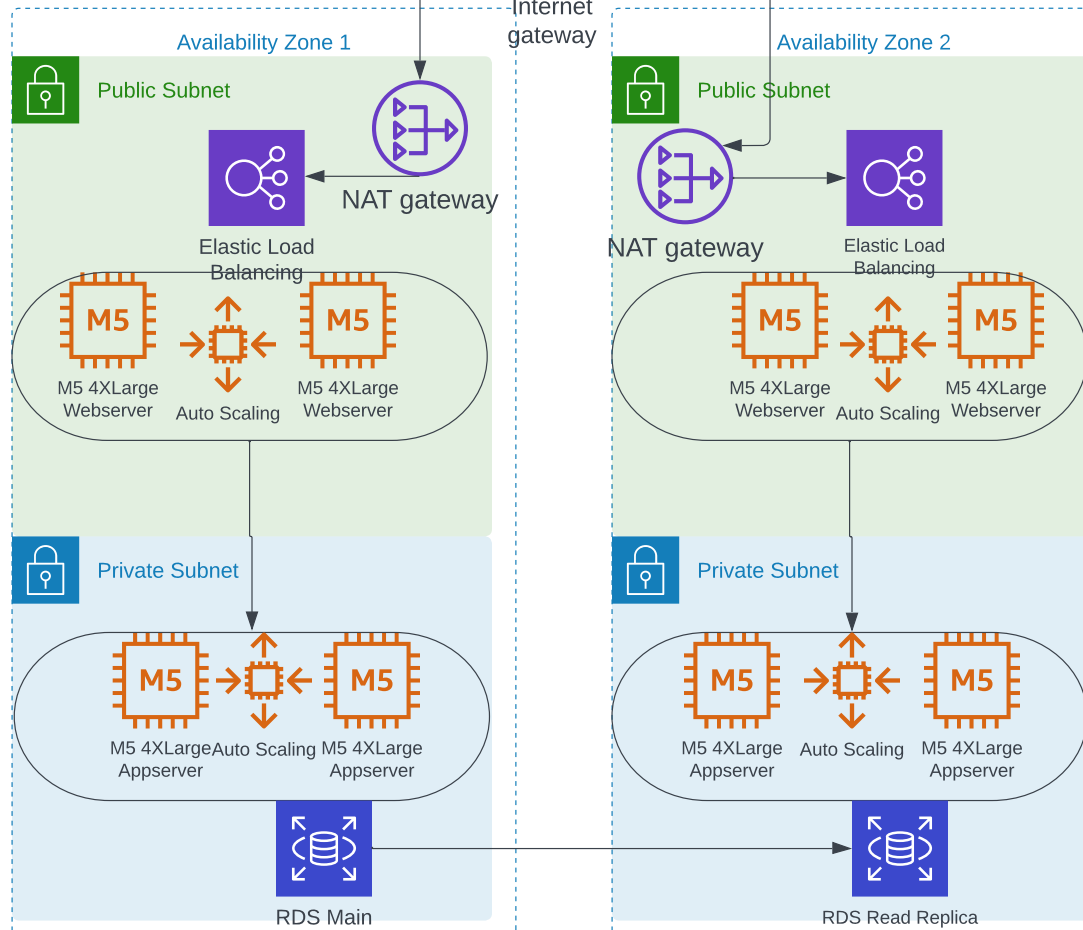 Internet
gateway
Availability Zone 1
Public Subnet
NAT gateway
Elastic Load
Balancing
M5
M5
M5 4XLarge
Webserver
Auto Scaling
M5 4XLarge
Webserver
Private Subnet
M5
M5
M5 4XLarge
Appserver
Auto Scaling
M5 4XLarge
Appserver
RDS Main
Availability Zone 2
Public Subnet
NAT gateway
Elastic Load
Balancing
M5
M5
M5 4XLarge
Webserver
Auto Scaling
M5 4XLarge
Webserver
Private Subnet
M5
M5
M5 4XLarge
Appserver
Auto Scaling
M5 4XLarge
Appserver
RDS Read Replica